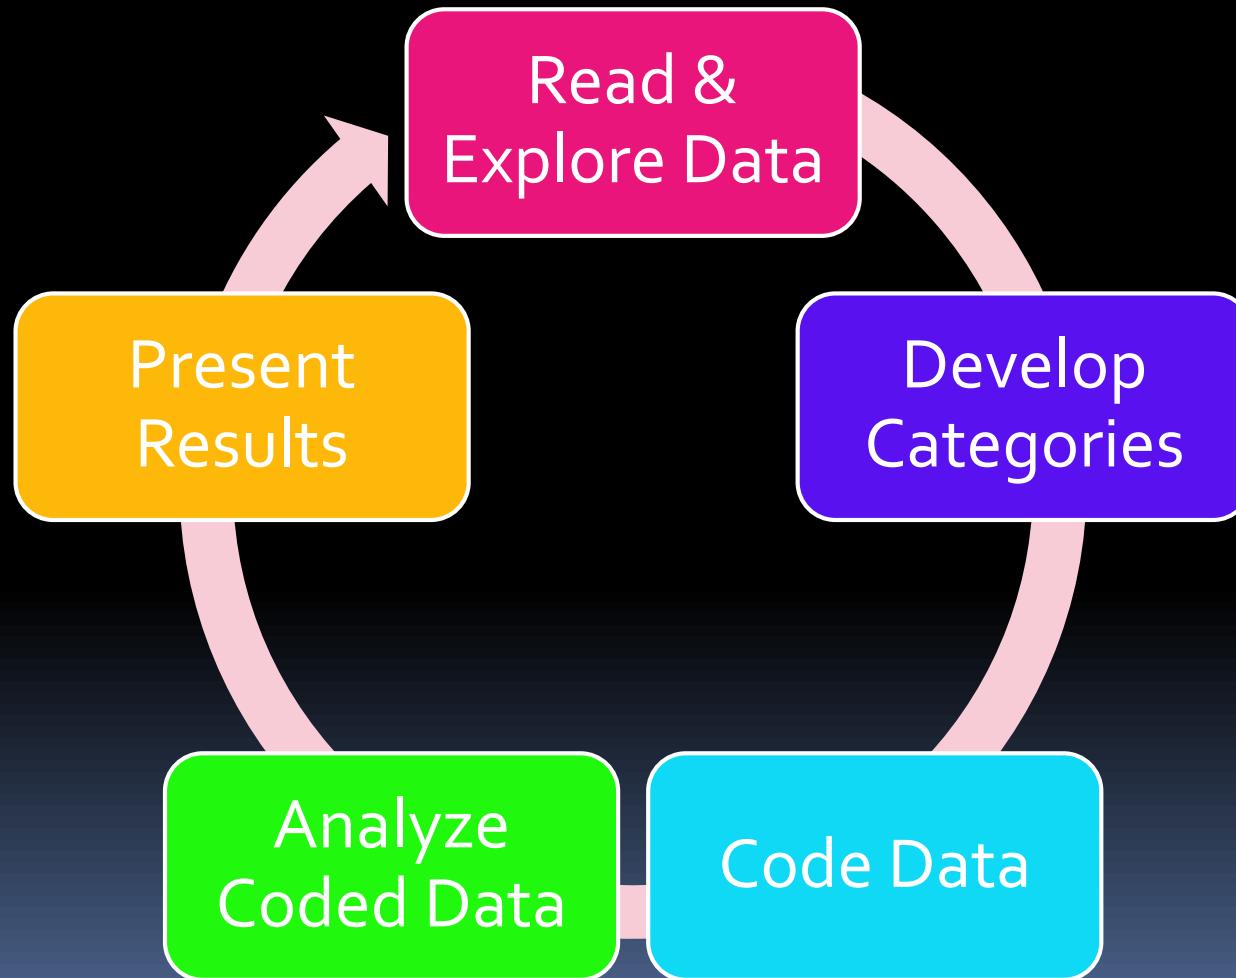 Read &
Explore Data
Develop
Categories
Code Data
Analyze
Coded Data
Present
Results